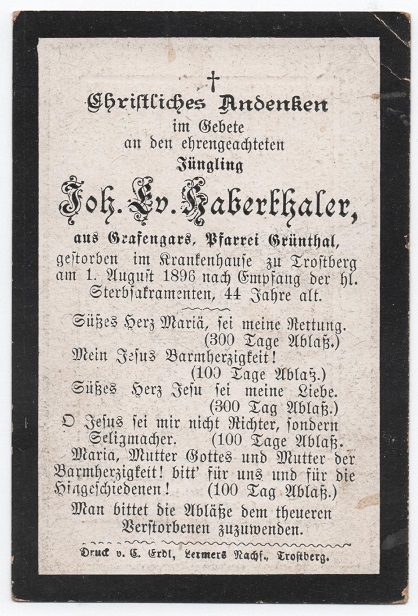 †
Christliches Andenken
im Gebete
an den ehrengeachteten
Jüngling
Joh. Ev. Haberthaler,
aus Grafengars, Pfarrei Grünthal,
gestorben im Krankenhause zu Trostberg
am 1. August 1896 nach Empfang der hl.
Sterbsakramenten, 44 Jahre alt.
Süßes Herz Mariä, sei meine Rettung.
(300 Tage Ablaß.)
Mein Jesus Barmherzigkeit!
(100 Tage Ablaß.)
Süßes Herz Jesu sei meine Liebe.
(300 Tag Ablaß.)
O Jesus sei mir nicht Richter, sondern
Seligmacher. (100 Tage Ablaß.
Maria, Mutter Gottes und Mutter der
Barmherzigkeit! bitt' für uns und für die
Hingeschiedenen! (100 Tag Ablaß.)
Man bittet die Abläße dem theueren
Verstorbenen zuzuwenden.
Druck v. C. Erdl, Lexmers Nachf., Trostberg.